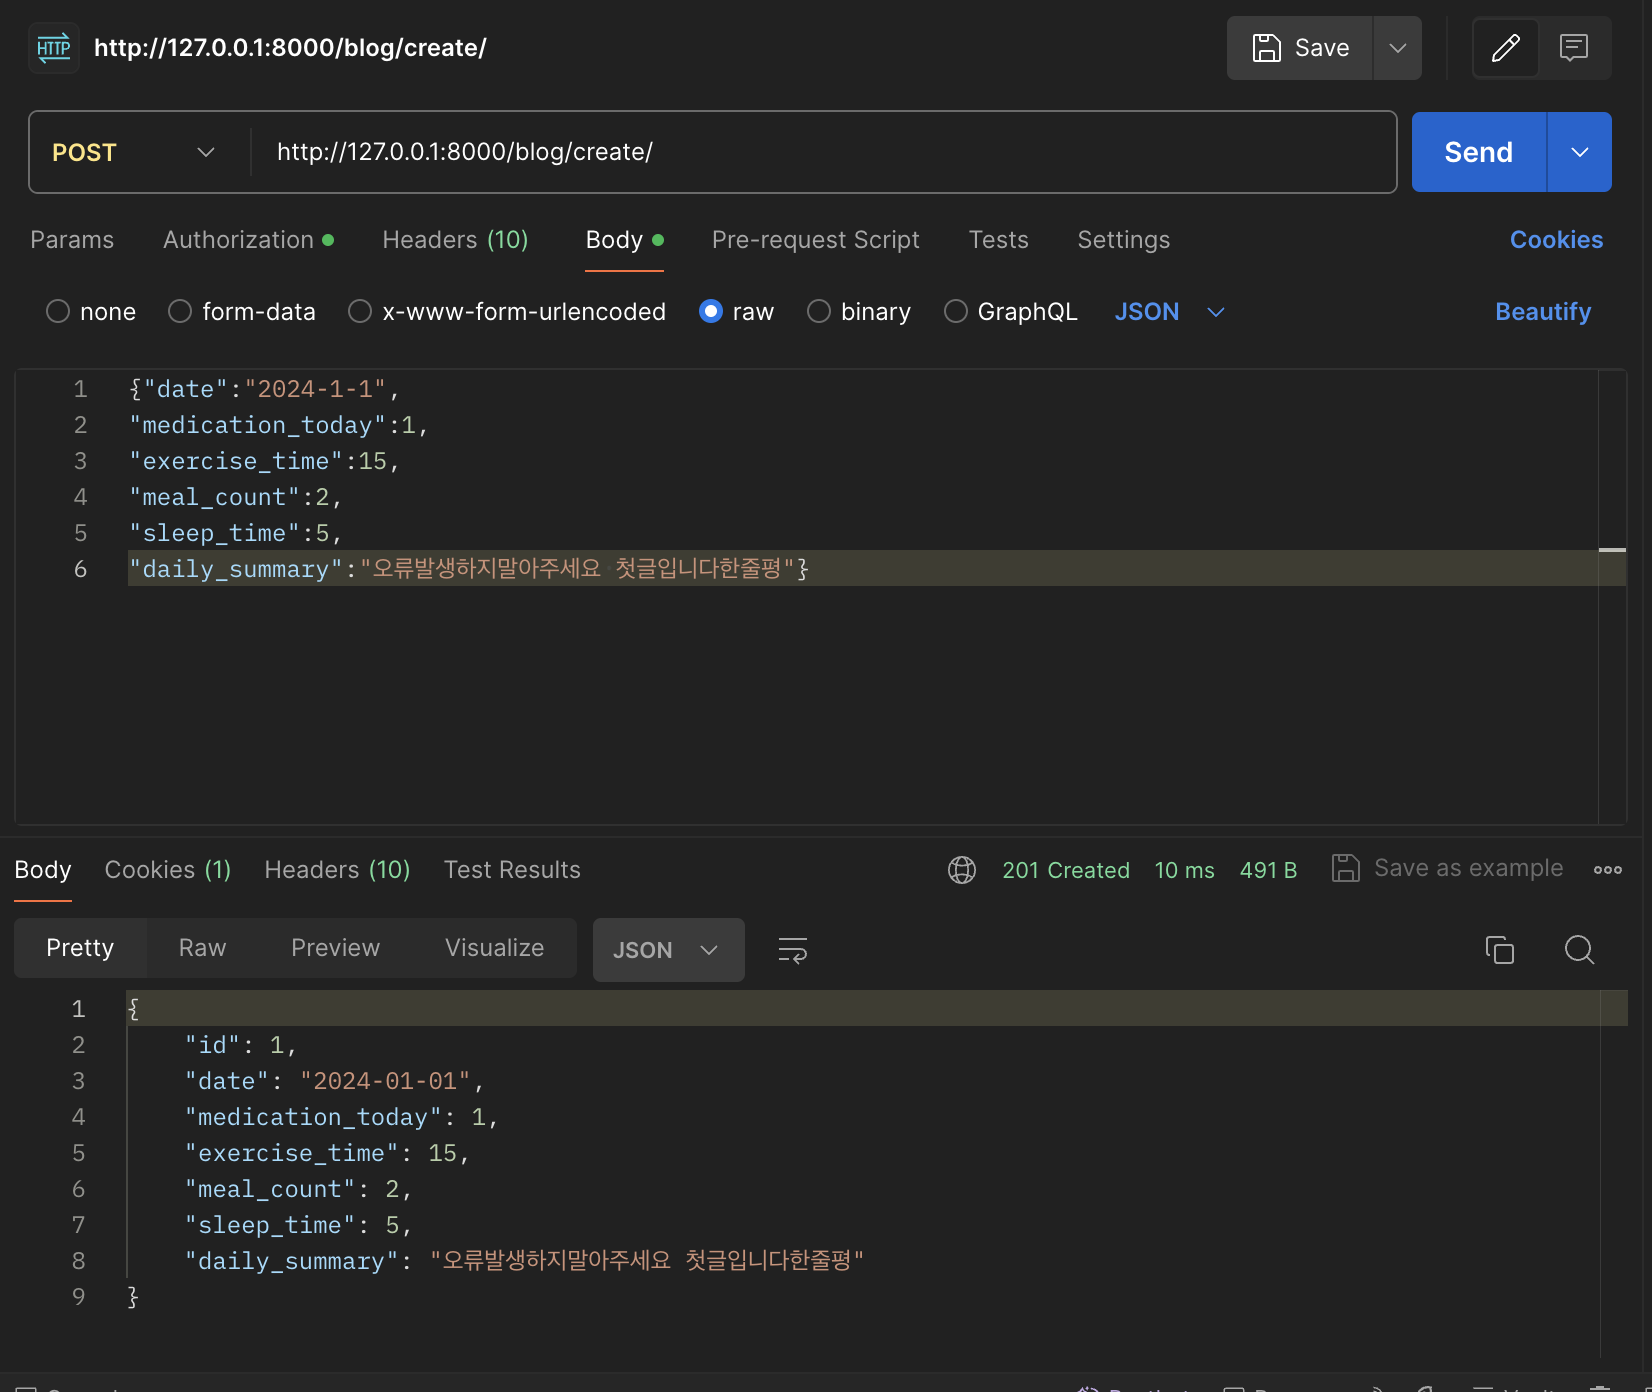 HTTP http://127.0.0.1:8000/blog/create/ Save
POST http://127.0.0.1:8000/blog/create/ Send
Params Authorization Headers (10) Body Pre-request Script Tests Settings Cookies
none form-data x-www-form-urlencoded raw binary GraphQL JSON Beautify
1 {"date":"2024-1-1",
2 "medication_today":1,
3 "exercise_time":15,
4 "meal_count":2,
5 "sleep_time":5,
6 "daily_summary":"오류발생하지말아주세요 첫글입니다한줄평"}
Body Cookies (1) Headers (10) Test Results 201 Created 10 ms 491 B Save as example
Pretty Raw Preview Visualize JSON
1 {
2 "id": 1,
3 "date": "2024-01-01",
4 "medication_today": 1,
5 "exercise_time": 15,
6 "meal_count": 2,
7 "sleep_time": 5,
8 "daily_summary": "오류발생하지말아주세요 첫글입니다한줄평"
9 }